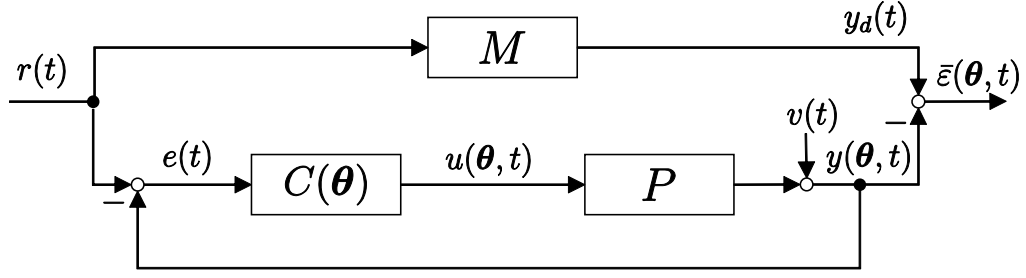 y_d(t)
M
r(t)
ε̄(θ, t)
v(t)
e(t)
u(θ, t)
y(θ, t)
C(θ)
P
−
−